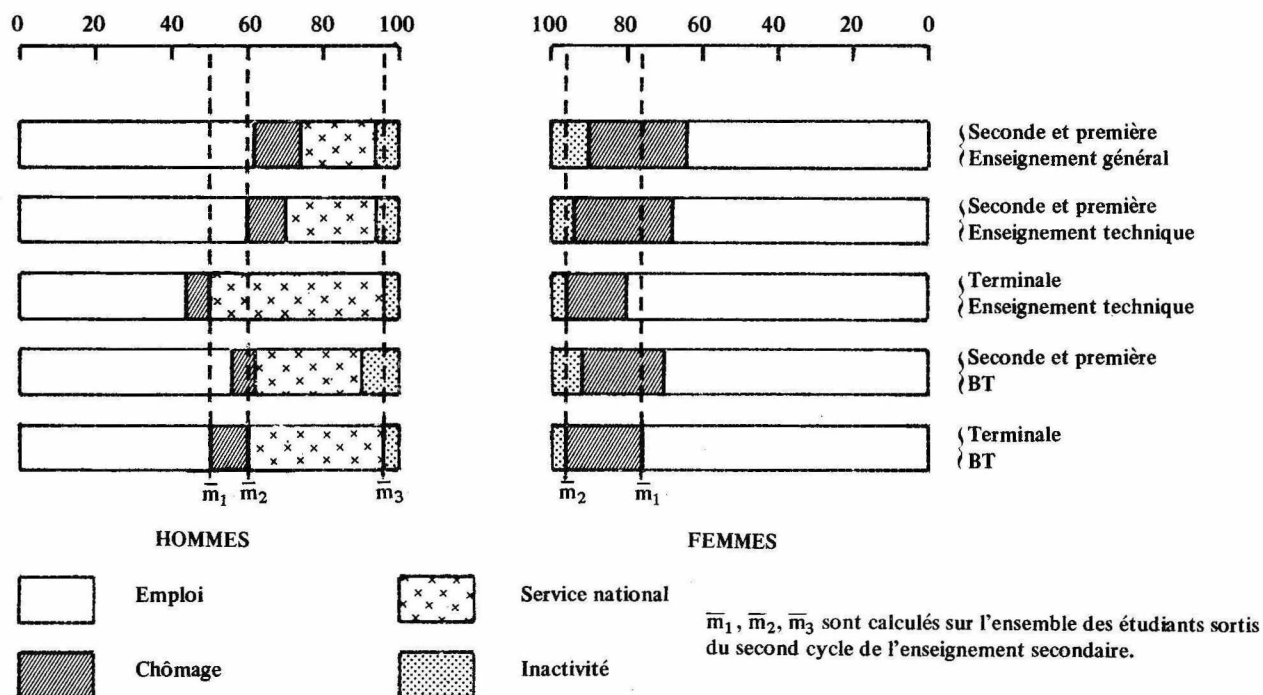 0 20 40 60 80 100
100 80 60 40 20 0
Seconde et première
Enseignement général
Seconde et première
Enseignement technique
Terminale
Enseignement technique
Seconde et première
BT
Terminale
BT
m̅₁ m̅₂ m̅₃
m̅₂ m̅₁
HOMMES
FEMMES
Emploi
Service national
Chômage
Inactivité
m̅₁, m̅₂, m̅₃ sont calculés sur l'ensemble des étudiants sortis
du second cycle de l'enseignement secondaire.